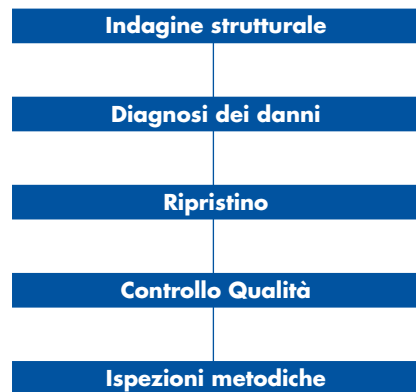 Indagine strutturale
Diagnosi dei danni
Ripristino
Controllo Qualità
Ispezioni metodiche